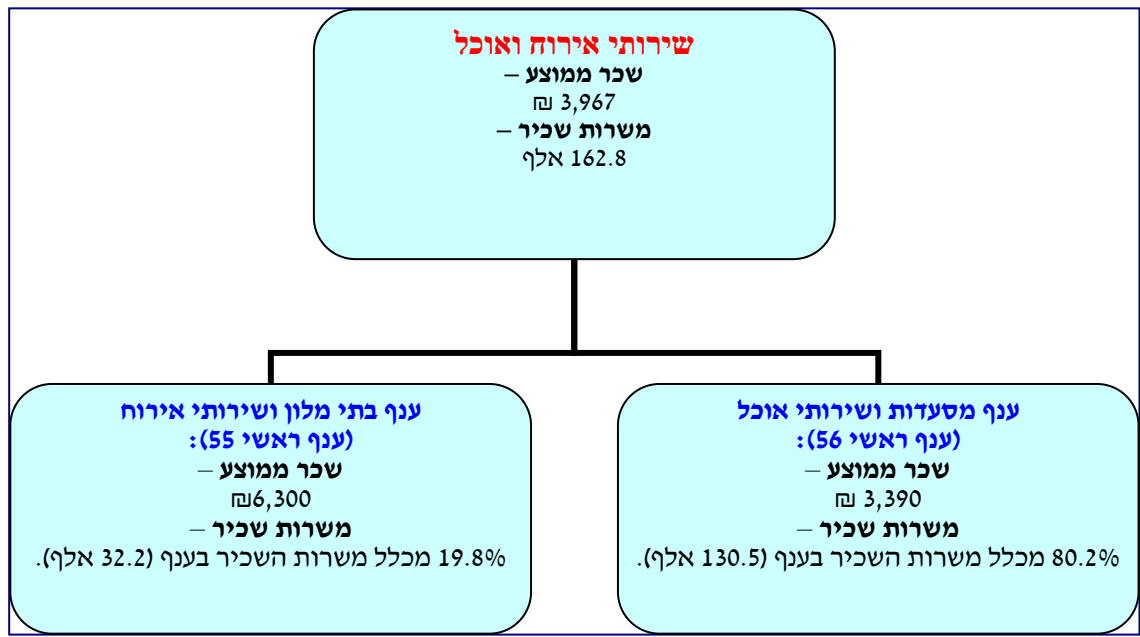 שירותי אירוח ואוכל
שכר ממוצע –
3,967 ₪
משרות שכיר –
162.8 אלף
ענף מסעדות ושירותי אוכל
(ענף ראשי 56):
שכר ממוצע –
3,390 ₪
משרות שכיר –
80.2% מכלל משרות השכיר בענף (130.5 אלף).
ענף בתי מלון ושירותי אירוח
(ענף ראשי 55):
שכר ממוצע –
6,300₪
משרות שכיר –
19.8% מכלל משרות השכיר בענף (32.2 אלף).